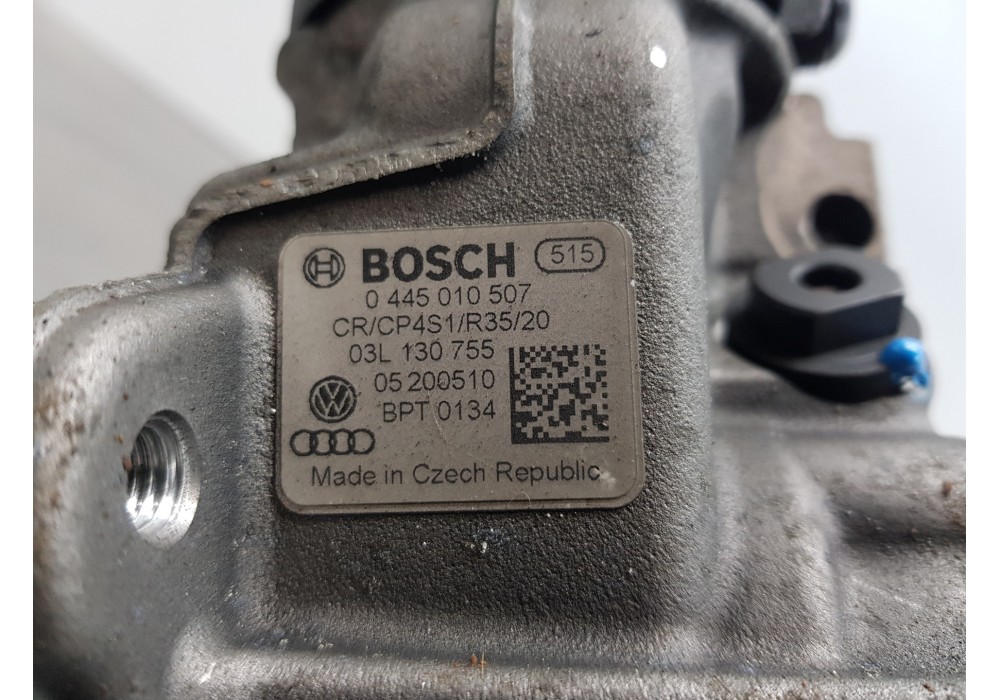 BOSCH 515
0 445 010 507
CR/CP4S1/R35/20
03L 130 755
05 200510
BPT 0134
Made in Czech Republic